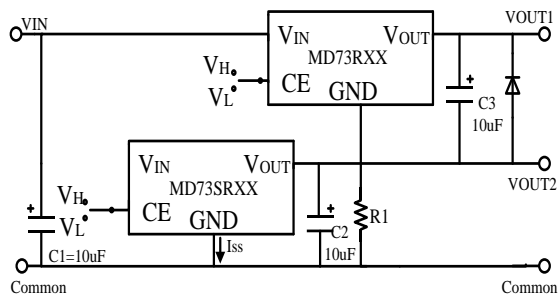 VIN
VIN
VOUT
VOUT1
MD73RXX
VH
VL
CE
GND
C3
10uF
VIN
VOUT
VOUT2
MD73SRXX
VH
VL
CE
GND
Iss
C2
10uF
R1
C1=10uF
Common
Common